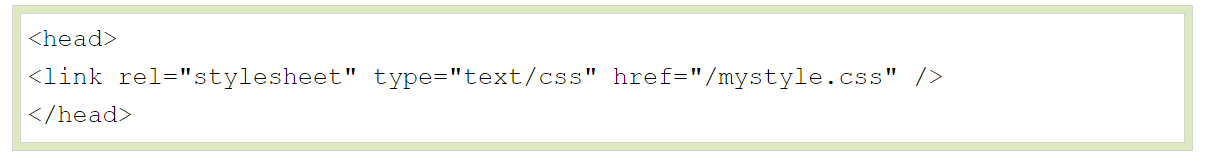 <head>
<link rel="stylesheet" type="text/css" href="/mystyle.css" />
</head>